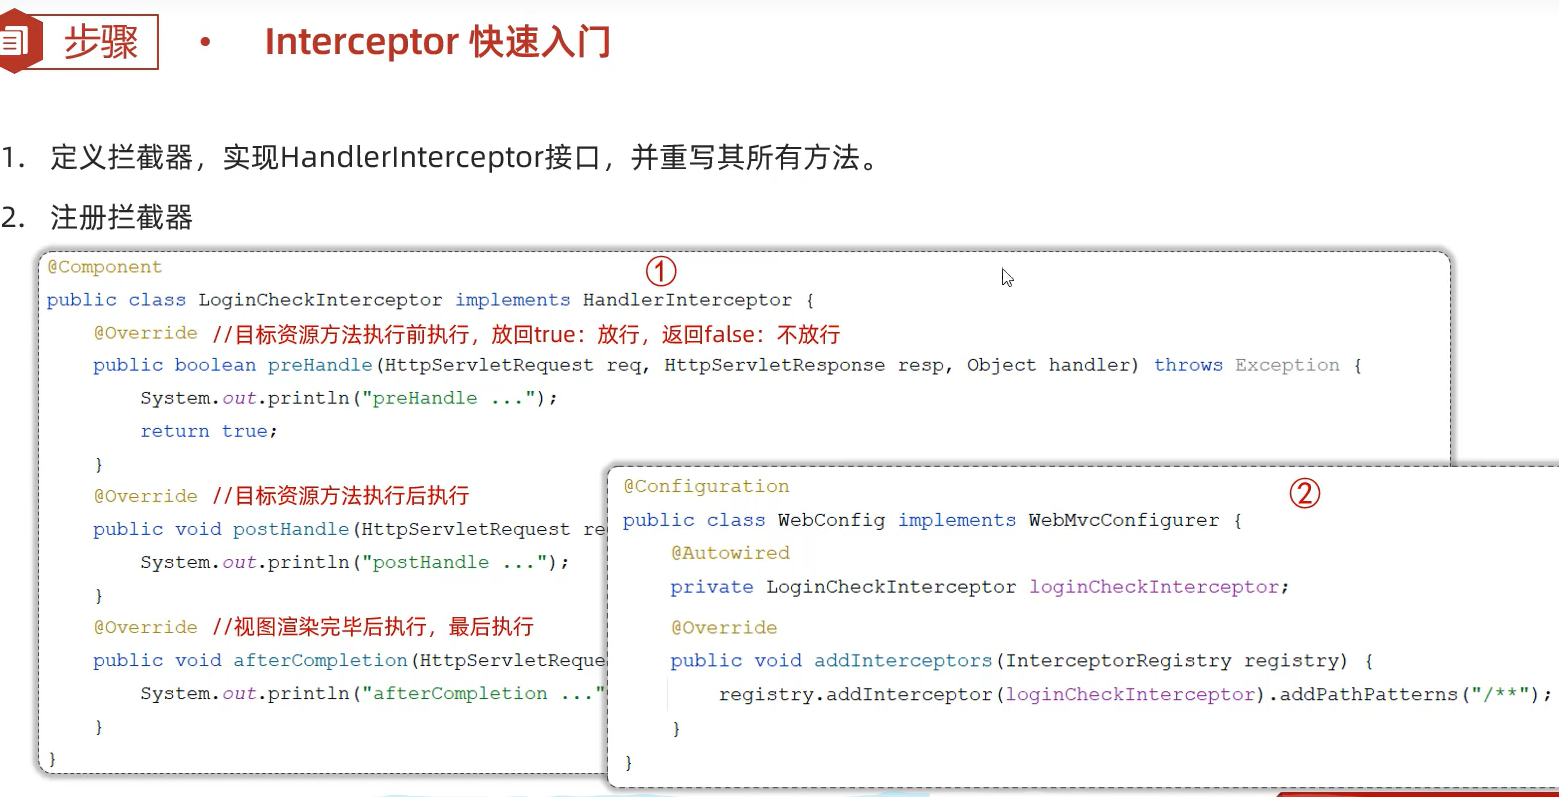 步骤
• Interceptor 快速入门
1. 定义拦截器，实现HandlerInterceptor接口，并重写其所有方法。
2. 注册拦截器
①
@Component
public class LoginCheckInterceptor implements HandlerInterceptor {
@Override //目标资源方法执行前执行，放回true：放行，返回false：不放行
public boolean preHandle(HttpServletRequest req, HttpServletResponse resp, Object handler) throws Exception {
System.out.println("preHandle ...");
return true;
}
@Override //目标资源方法执行后执行
public void postHandle(HttpServletRequest re
System.out.println("postHandle ...");
}
@Override //视图渲染完毕后执行，最后执行
public void afterCompletion(HttpServletReque
System.out.println("afterCompletion ..."
}
}
②
@Configuration
public class WebConfig implements WebMvcConfigurer {
@Autowired
private LoginCheckInterceptor loginCheckInterceptor;
@Override
public void addInterceptors(InterceptorRegistry registry) {
registry.addInterceptor(loginCheckInterceptor).addPathPatterns("/**");
}
}